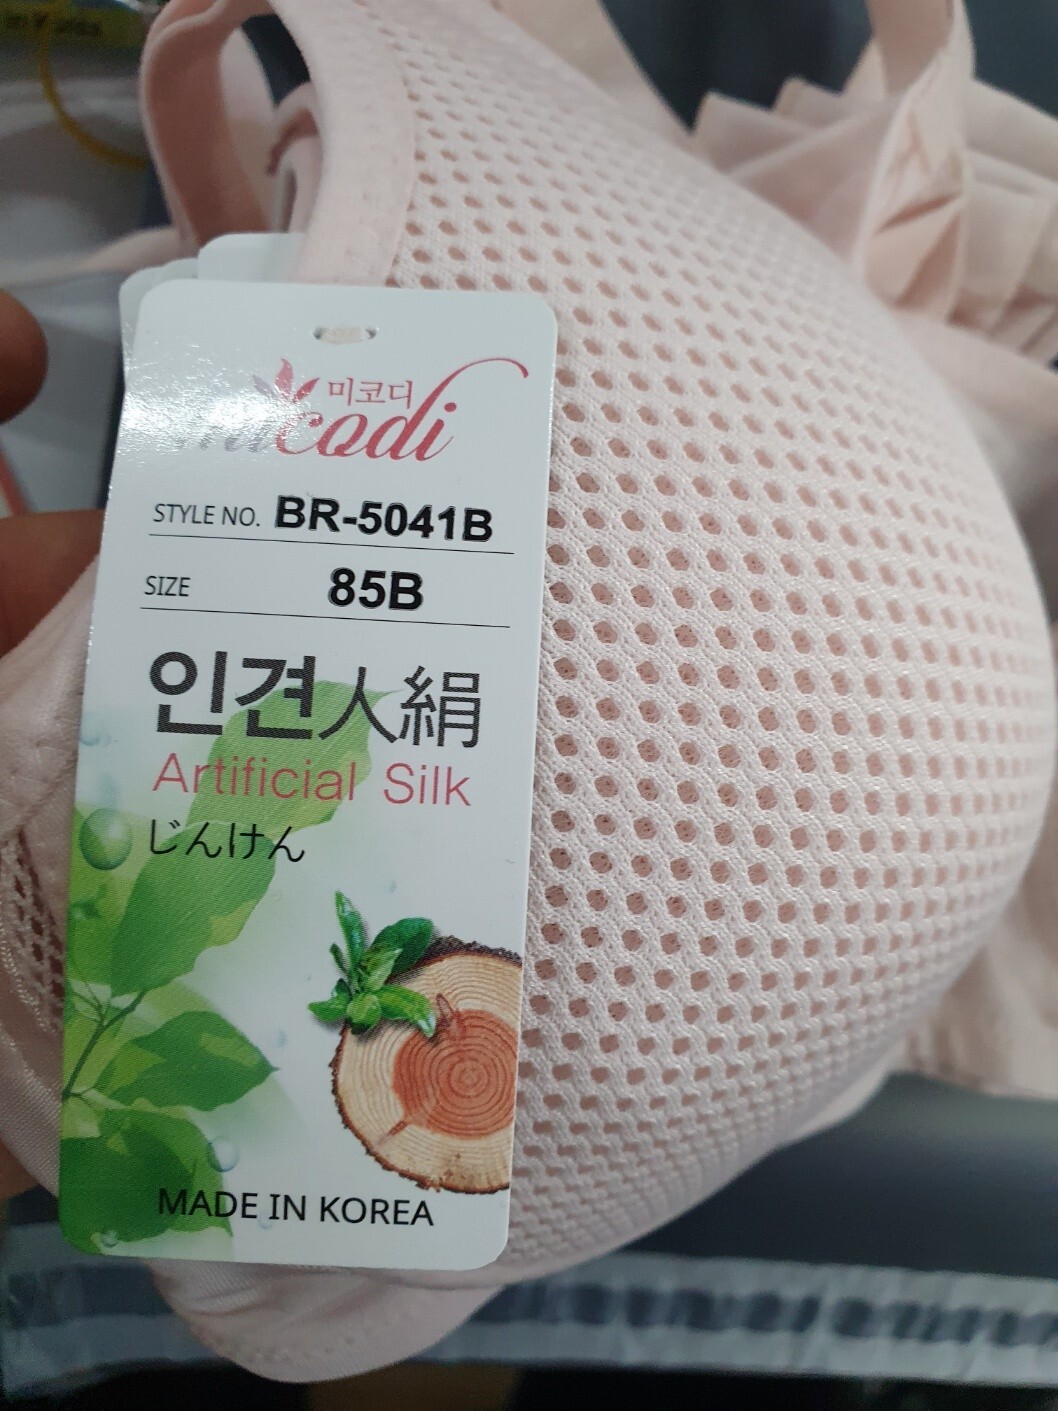 미코디
micodi
STYLE NO. BR-5041B
SIZE 85B
인견人絹
Artificial Silk
じんけん
MADE IN KOREA